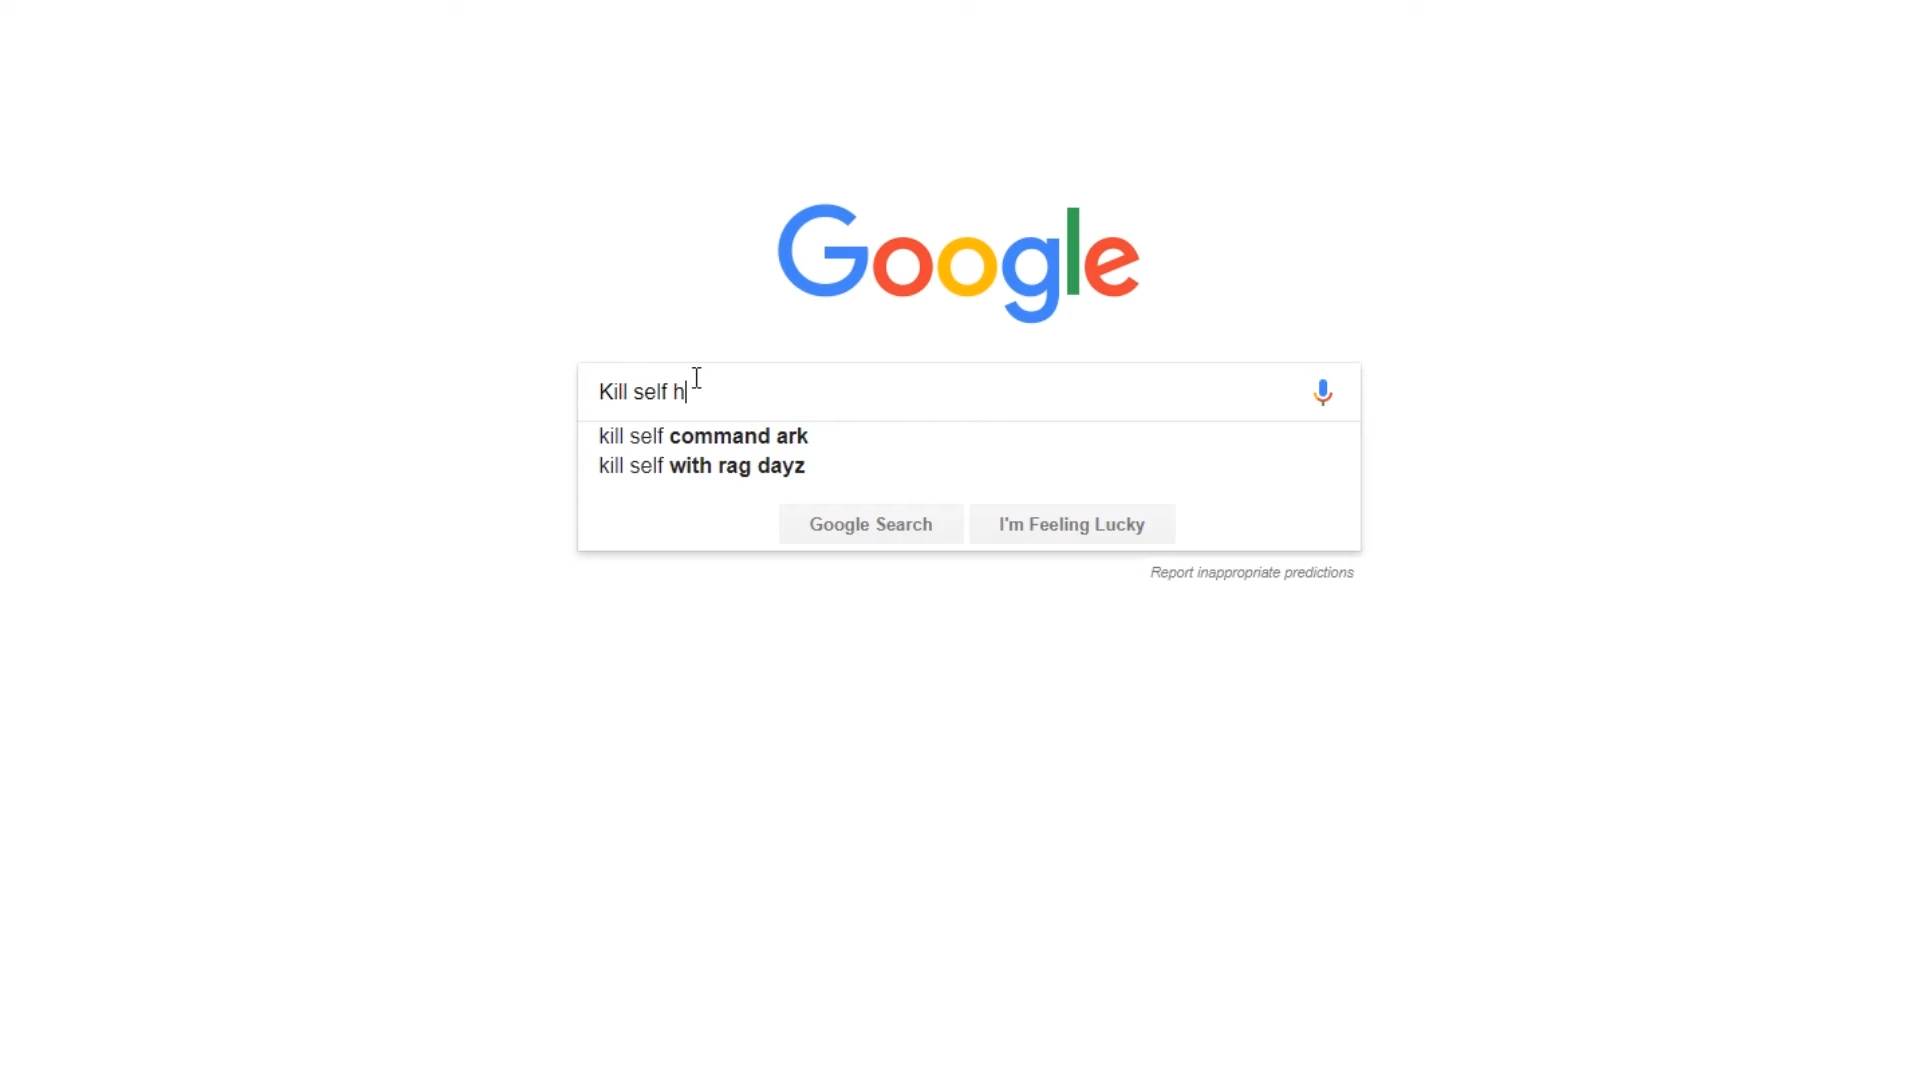 Google
Kill self h
kill self command ark
kill self with rag dayz
Google Search
I'm Feeling Lucky
Report inappropriate predictions